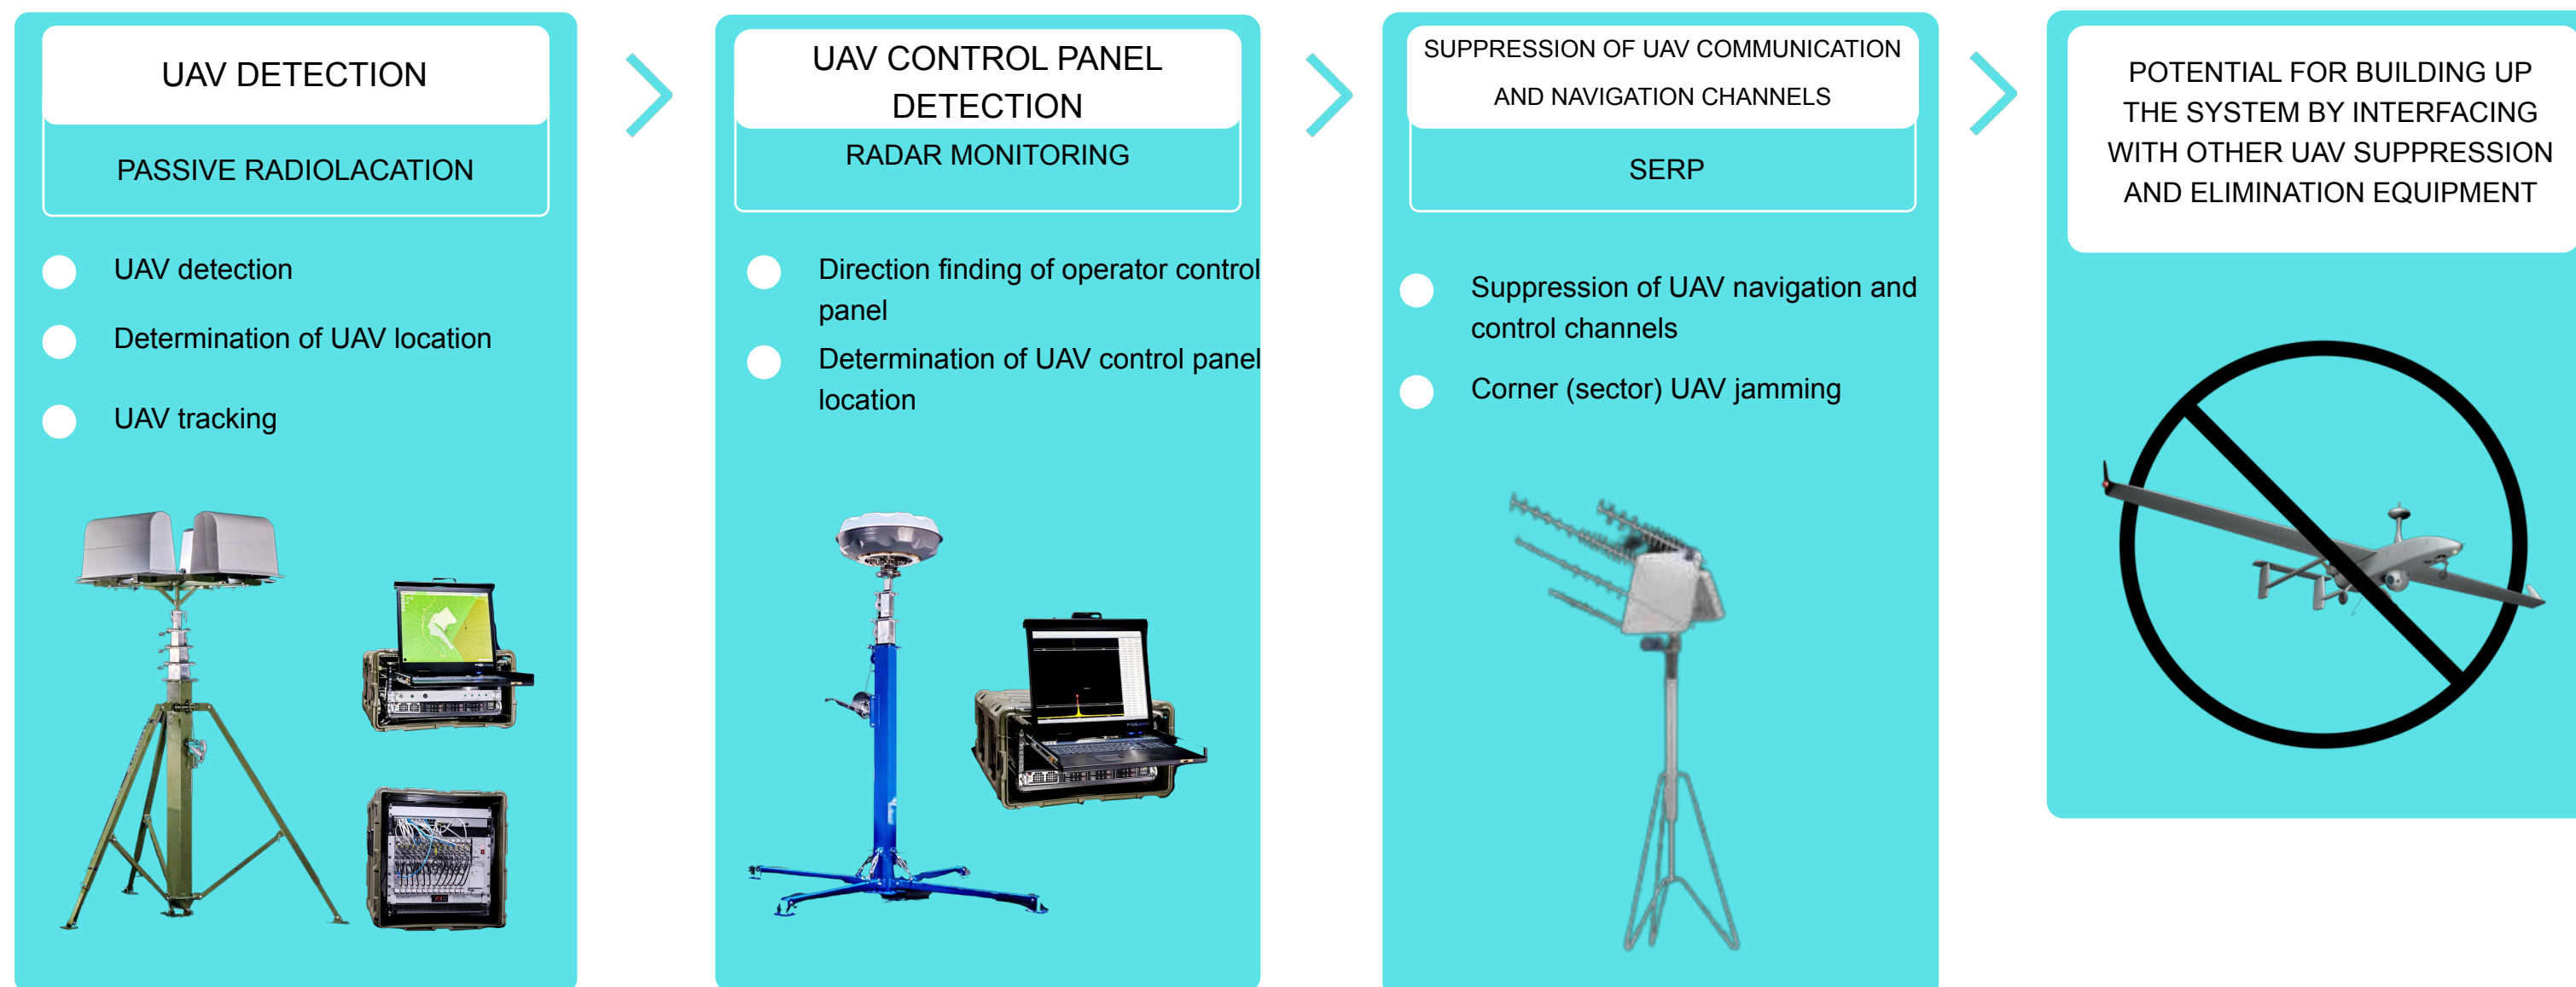 UAV DETECTION
PASSIVE RADIOLACATION
UAV detection
Determination of UAV location
UAV tracking
UAV CONTROL PANEL
DETECTION
RADAR MONITORING
Direction finding of operator control
panel
Determination of UAV control panel
location
SUPPRESSION OF UAV COMMUNICATION
AND NAVIGATION CHANNELS
SERP
Suppression of UAV navigation and
control channels
Corner (sector) UAV jamming
POTENTIAL FOR BUILDING UP
THE SYSTEM BY INTERFACING
WITH OTHER UAV SUPPRESSION
AND ELIMINATION EQUIPMENT